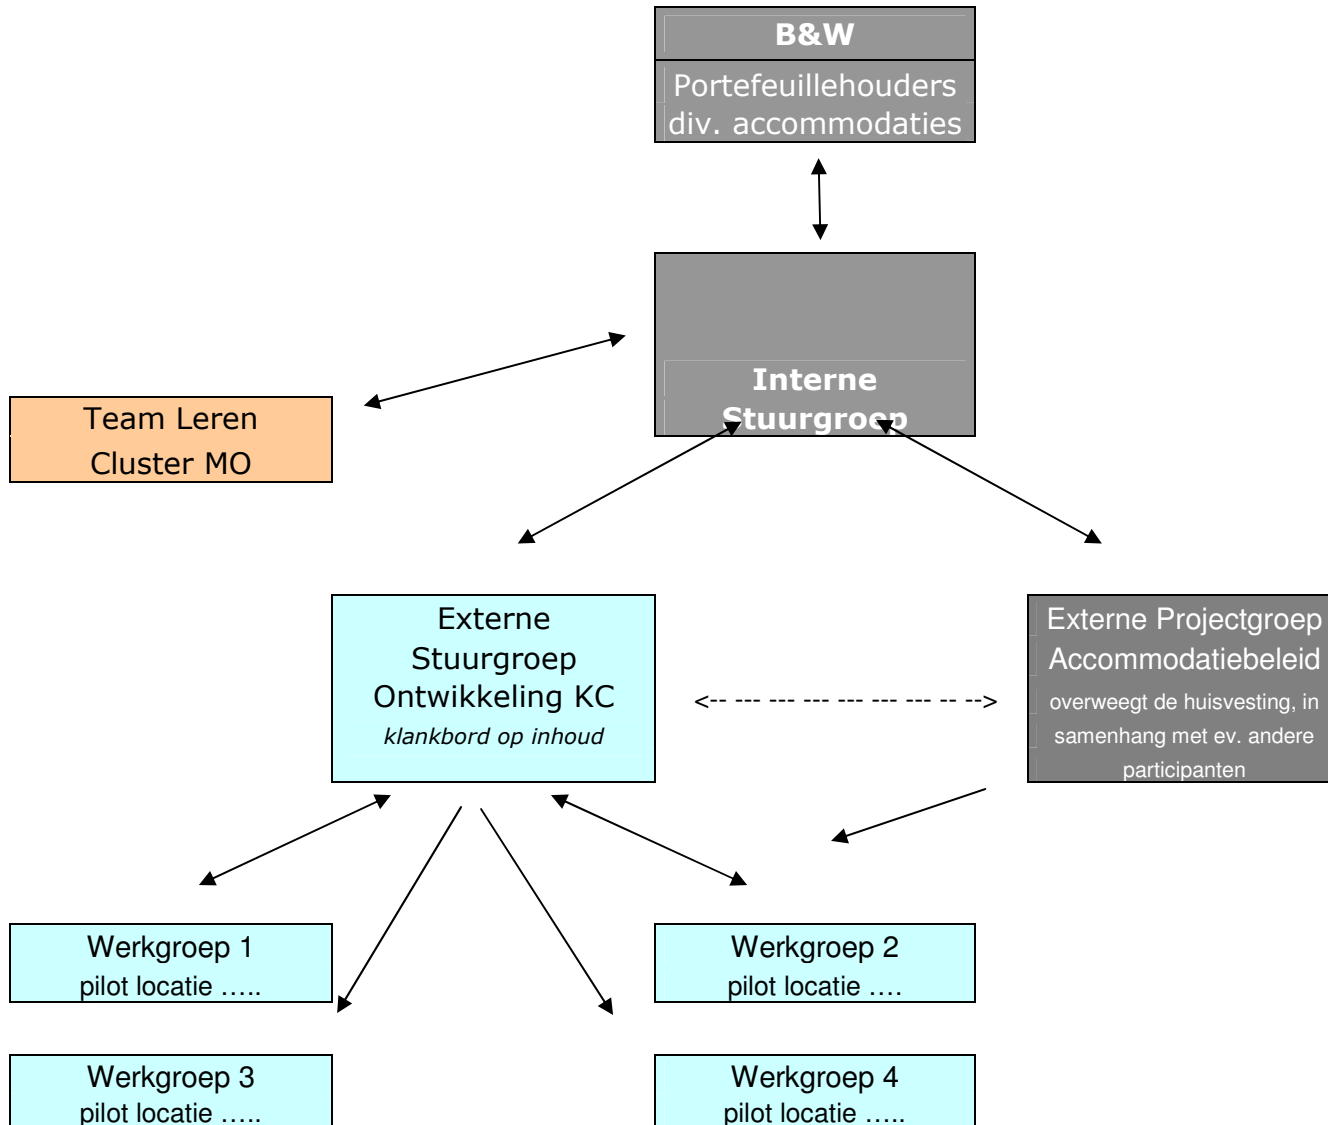 B&W
Portefeuillehouders
div. accommodaties
Interne
Stuurgroep
Team Leren
Cluster MO
Externe
Stuurgroep
Ontwikkeling KC
klankbord op inhoud
<-- --- --- --- --- --- -- -->
Externe Projectgroep
Accommodatiebeleid
overweegt de huisvesting, in
samenhang met ev. andere
participanten
Werkgroep 1
pilot locatie …..
Werkgroep 2
pilot locatie ….
Werkgroep 3
pilot locatie …..
Werkgroep 4
pilot locatie …..